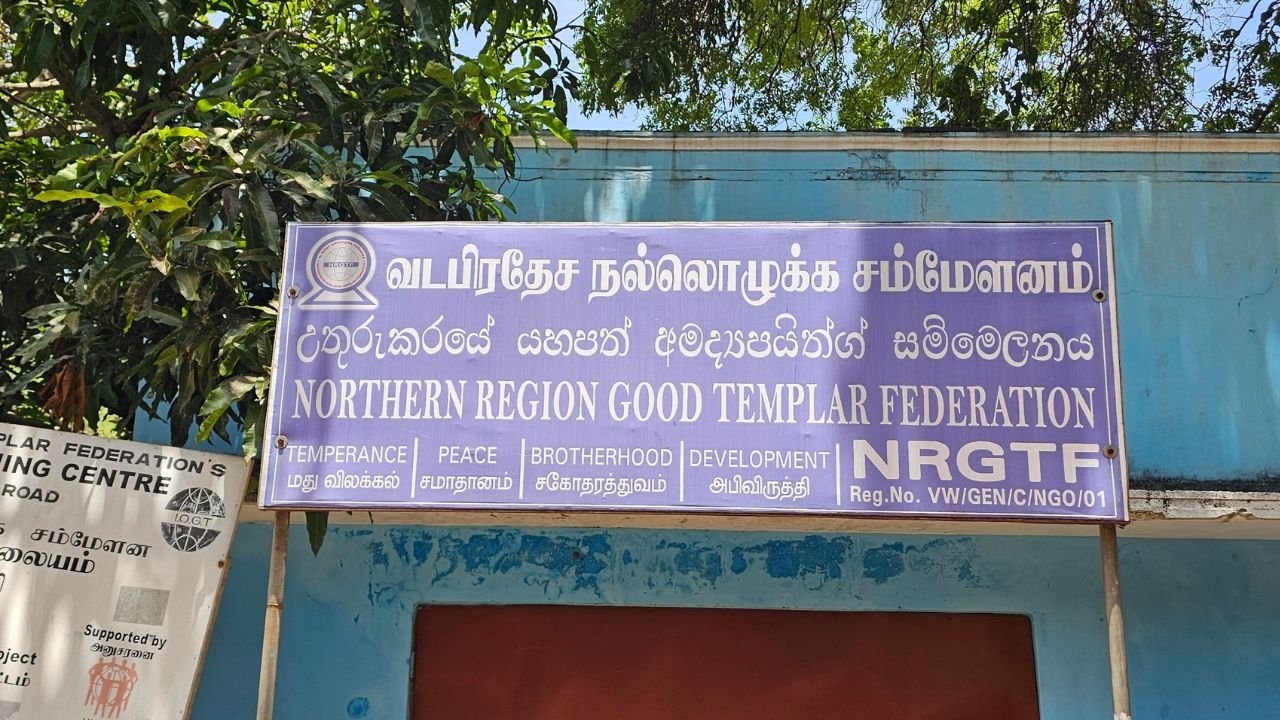 NRGTF
வடபிரதேச நல்லொழுக்க சம்மேளனம்
උතුරුකරයේ යහපත් අමද්‍යපයින්ගේ සම්මෙලනය
NORTHERN REGION GOOD TEMPLAR FEDERATION
TEMPERANCE PEACE BROTHERHOOD DEVELOPMENT NRGTF
மது விலக்கல் சமாதானம் சகோதரத்துவம் அபிவிருத்தி Reg.No. VW/GEN/C/NGO/01
PLAR FEDERATION'S
NING CENTRE
ROAD
I.O.G.T
சம்மேளன
லையம்
Supported by
அனுசரனை
oject
ட்டம்